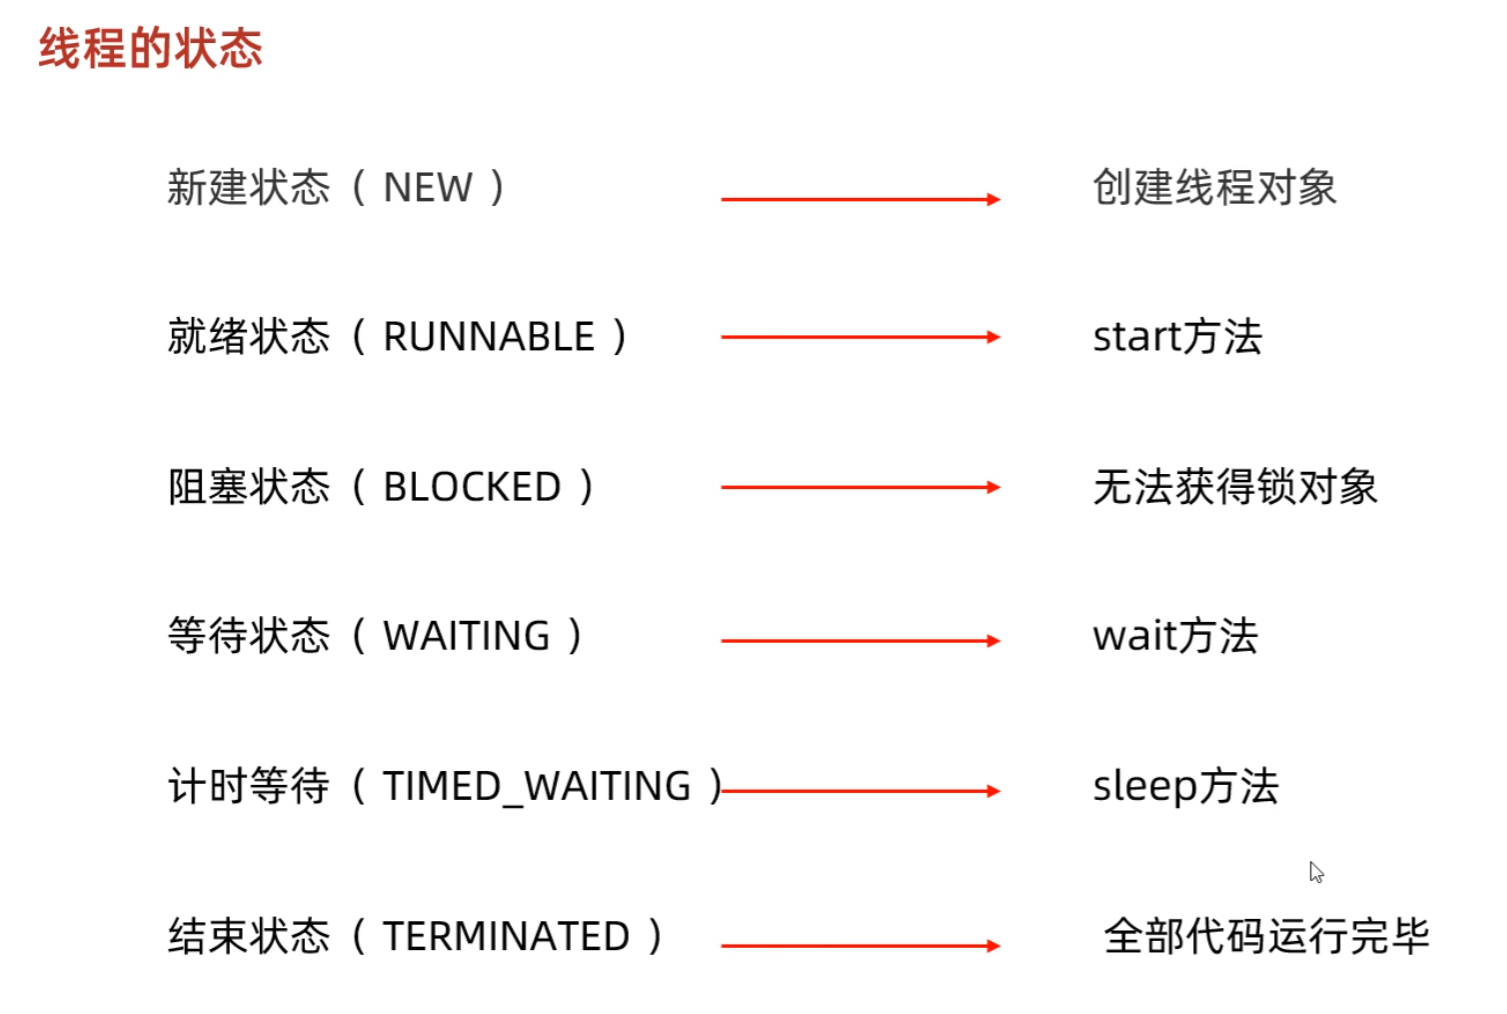 线程的状态
新建状态（ NEW ） 创建线程对象
就绪状态（ RUNNABLE ） start方法
阻塞状态（ BLOCKED ） 无法获得锁对象
等待状态（ WAITING ） wait方法
计时等待（ TIMED_WAITING ） sleep方法
结束状态（ TERMINATED ） 全部代码运行完毕